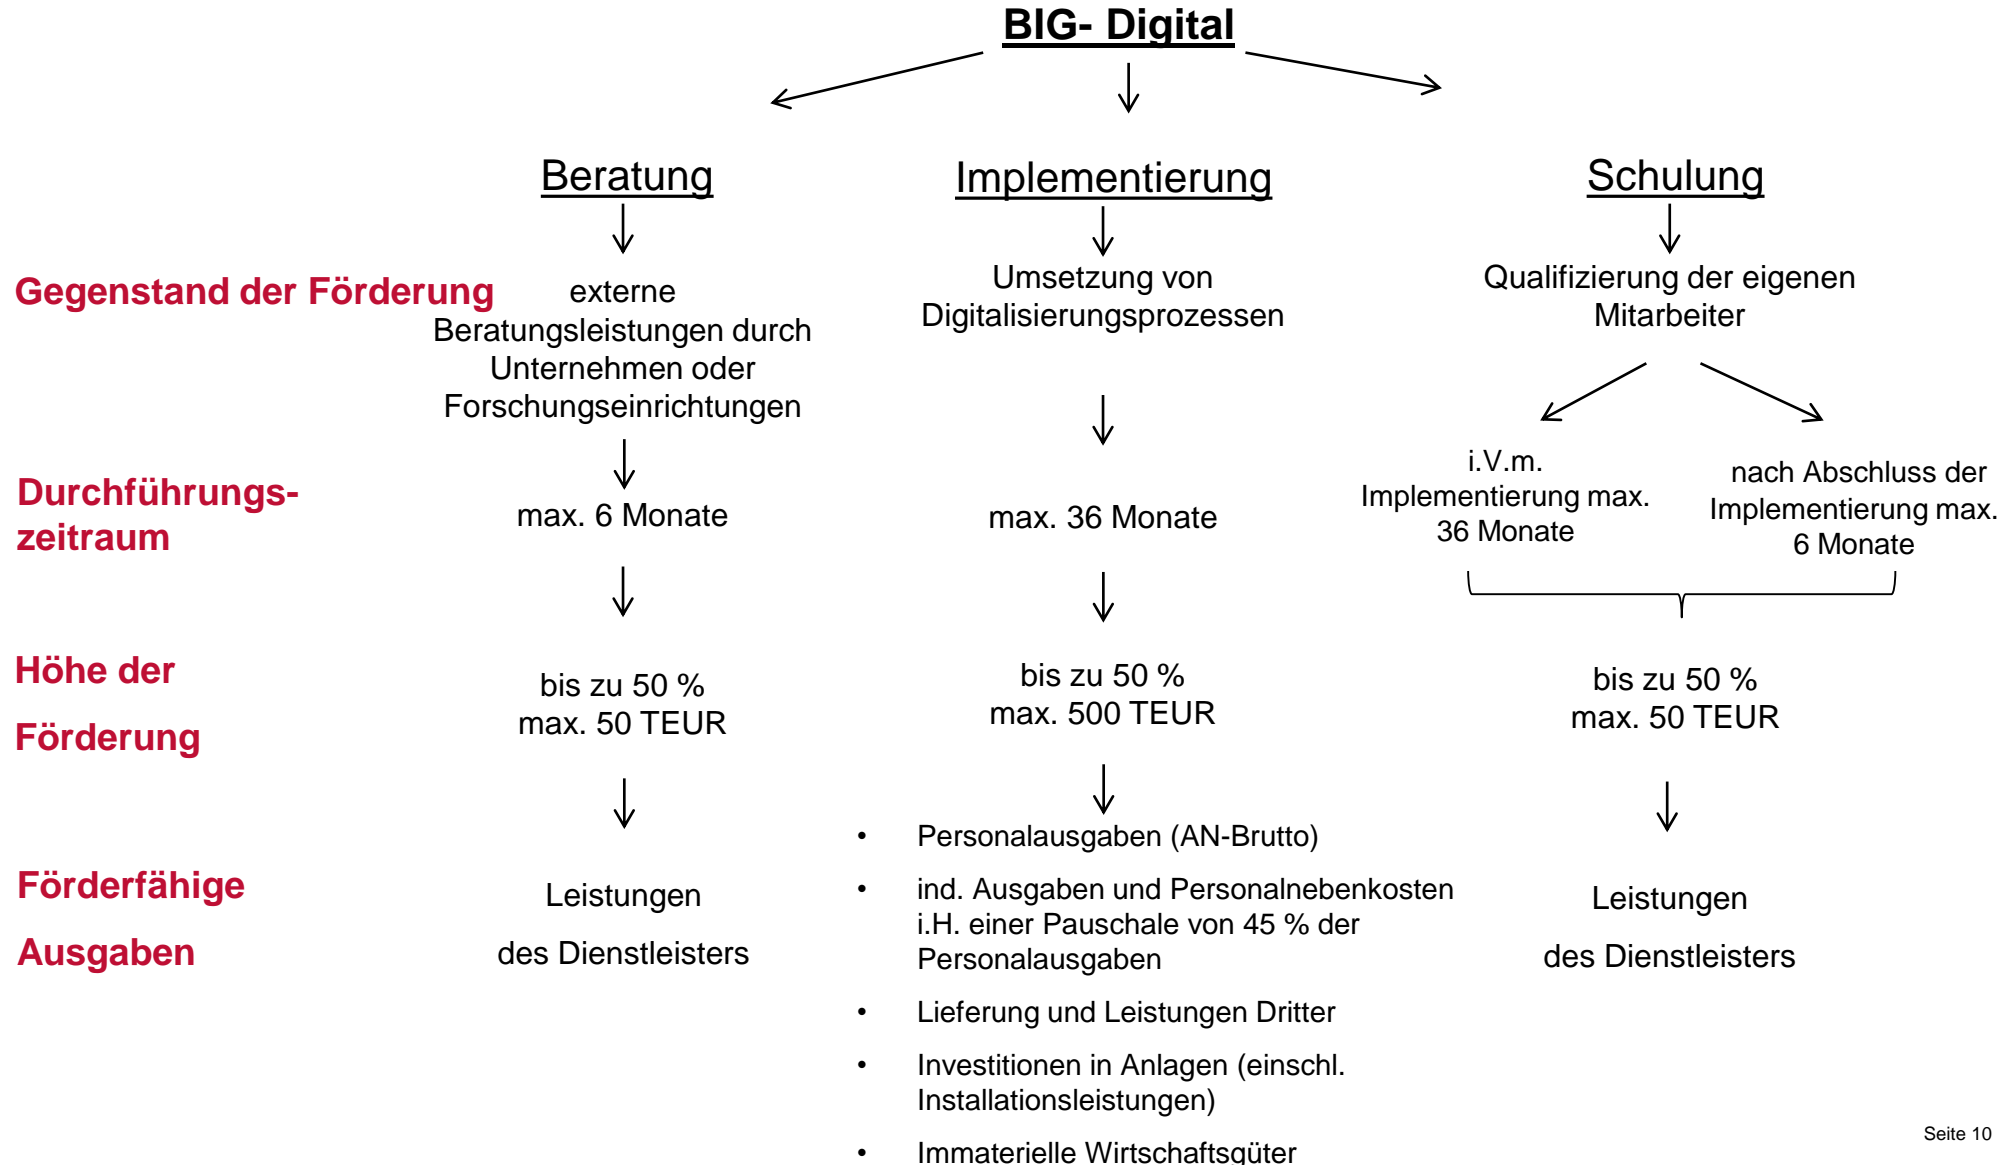 BIG- Digital
Beratung
Implementierung
Schulung
Gegenstand der Förderung
externe
Beratungsleistungen durch
Unternehmen oder
Forschungseinrichtungen
Umsetzung von
Digitalisierungsprozessen
Qualifizierung der eigenen
Mitarbeiter
Durchführungs-
zeitraum
max. 6 Monate
max. 36 Monate
i.V.m.
Implementierung max.
36 Monate
nach Abschluss der
Implementierung max.
6 Monate
Höhe der
Förderung
bis zu 50 %
max. 50 TEUR
bis zu 50 %
max. 500 TEUR
bis zu 50 %
max. 50 TEUR
Förderfähige
Ausgaben
Leistungen
des Dienstleisters
• Personalausgaben (AN-Brutto)
• ind. Ausgaben und Personalnebenkosten
i.H. einer Pauschale von 45 % der
Personalausgaben
• Lieferung und Leistungen Dritter
• Investitionen in Anlagen (einschl.
Installationsleistungen)
• Immaterielle Wirtschaftsgüter
Leistungen
des Dienstleisters
Seite 10